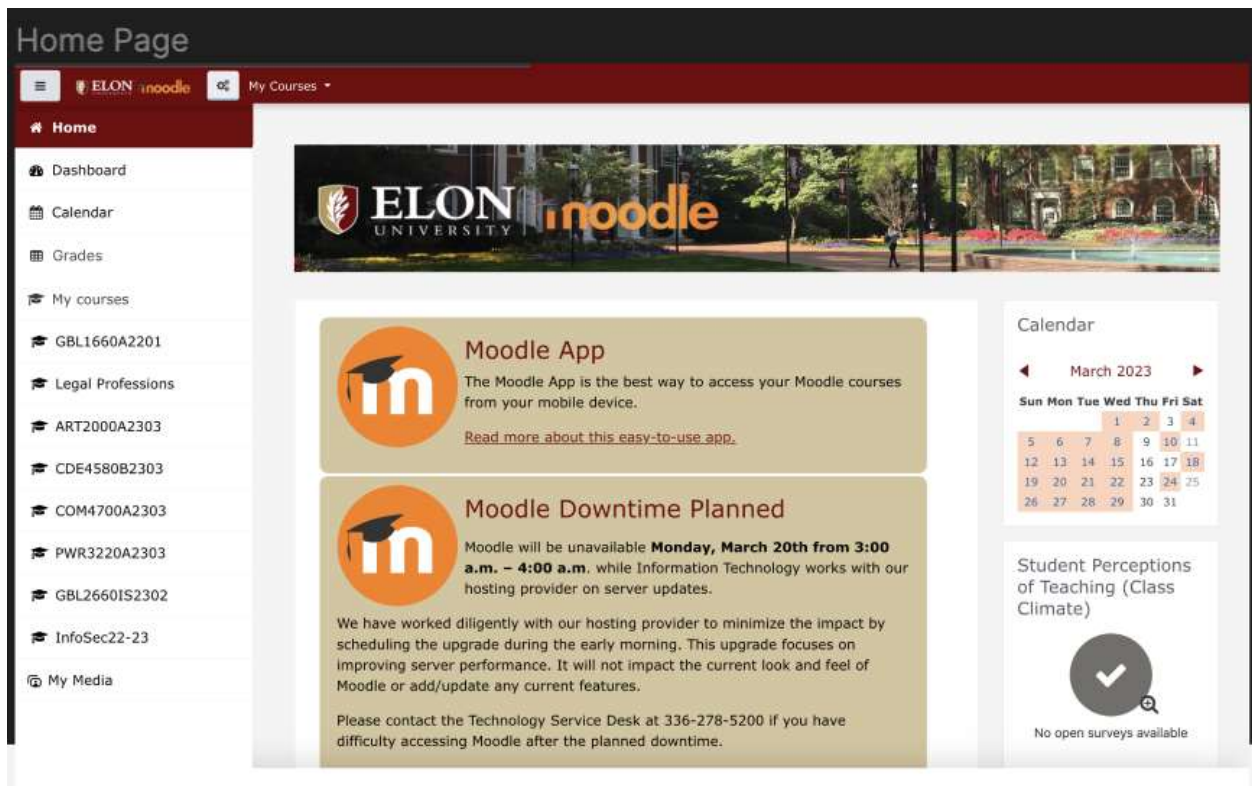 Home Page
ELON UNIVERSITY moodle My Courses
Home
Dashboard
Calendar
Grades
My courses
GBL1660A2201
Legal Professions
ART2000A2303
CDE4580B2303
COM4700A2303
PWR3220A2303
GBL2660IS2302
InfoSec22-23
My Media
ELON
UNIVERSITY
moodle
m
Moodle App
The Moodle App is the best way to access your Moodle courses
from your mobile device.
Read more about this easy-to-use app.
m
Moodle Downtime Planned
Moodle will be unavailable Monday, March 20th from 3:00
a.m. – 4:00 a.m. while Information Technology works with our
hosting provider on server updates.
We have worked diligently with our hosting provider to minimize the impact by
scheduling the upgrade during the early morning. This upgrade focuses on
improving server performance. It will not impact the current look and feel of
Moodle or add/update any current features.
Please contact the Technology Service Desk at 336-278-5200 if you have
difficulty accessing Moodle after the planned downtime.
Calendar
March 2023
Sun Mon Tue Wed Thu Fri Sat
1 2 3 4
5 6 7 8 9 10 11
12 13 14 15 16 17 18
19 20 21 22 23 24 25
26 27 28 29 30 31
Student Perceptions
of Teaching (Class
Climate)
No open surveys available